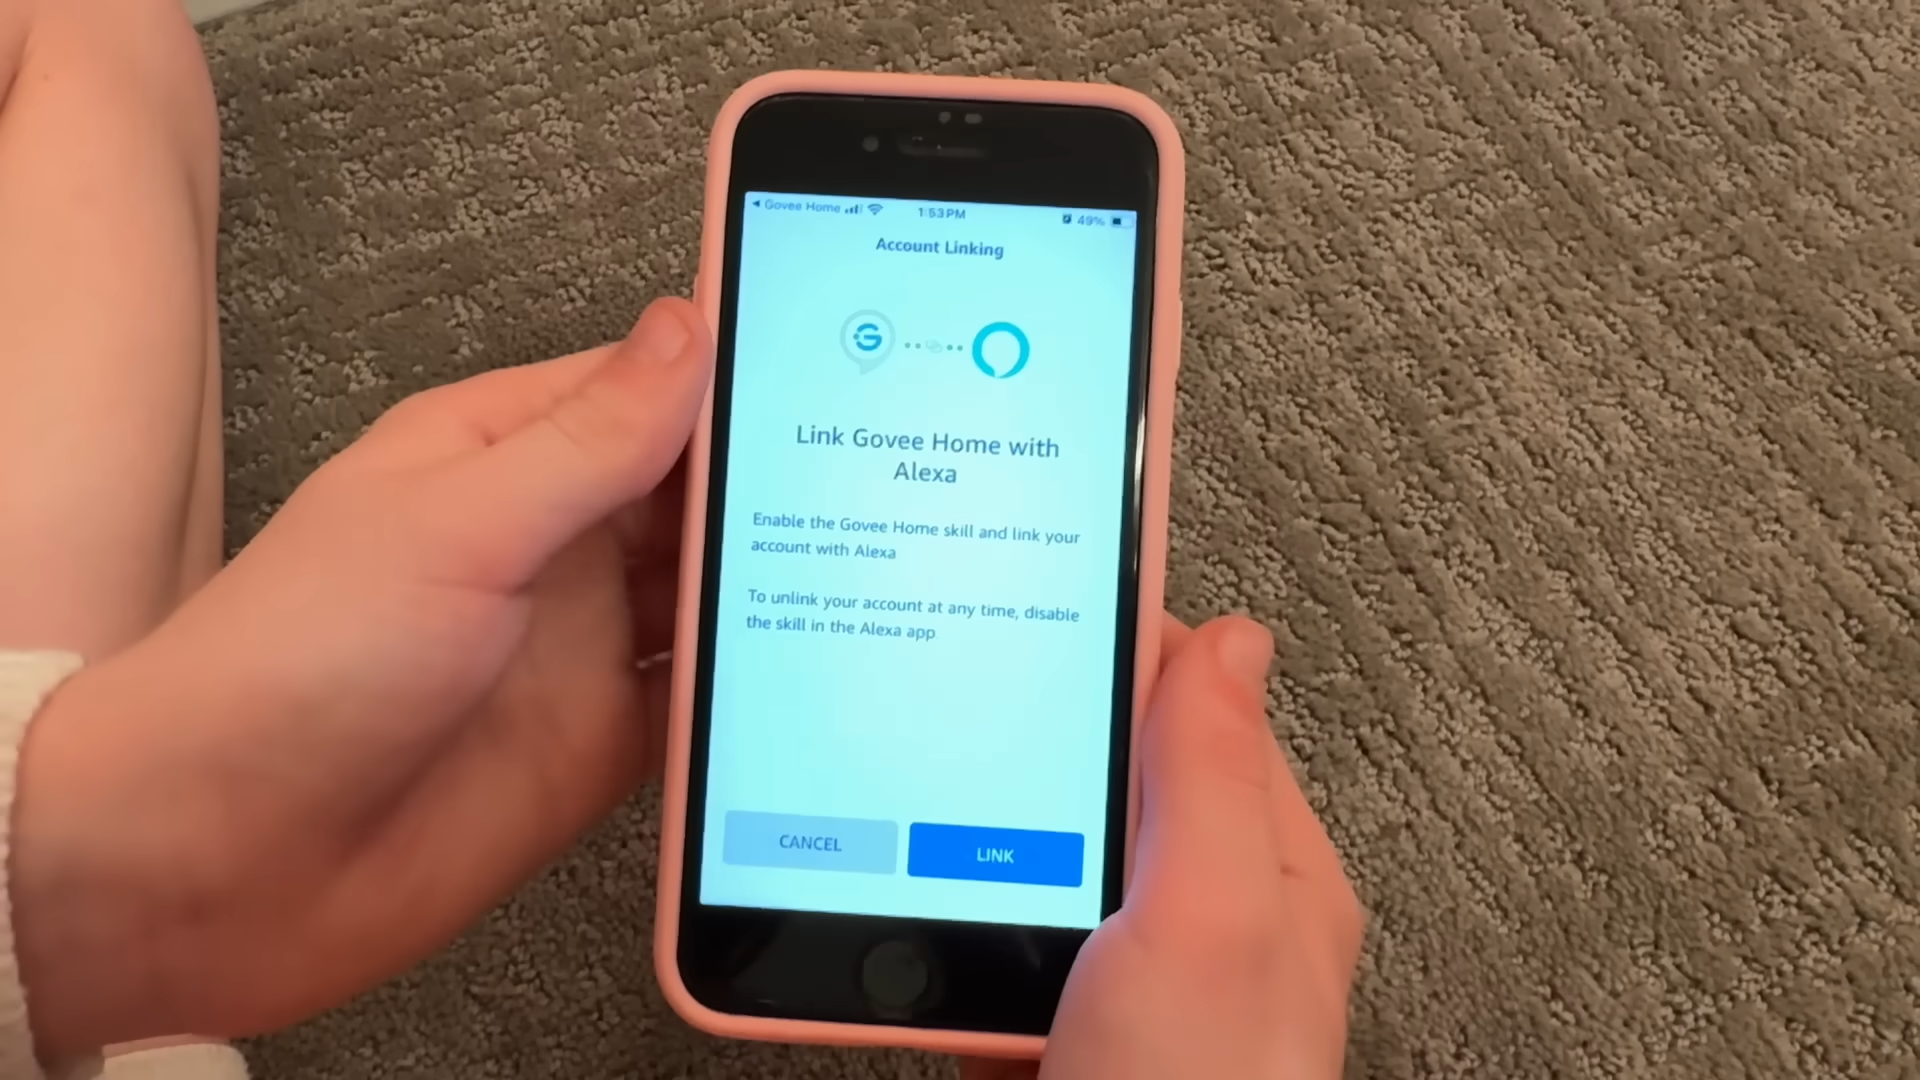 Govee Home 1:53PM 49%
Account Linking
Link Govee Home with
Alexa
Enable the Govee Home skill and link your
account with Alexa
To unlink your account at any time, disable
the skill in the Alexa app
CANCEL LINK